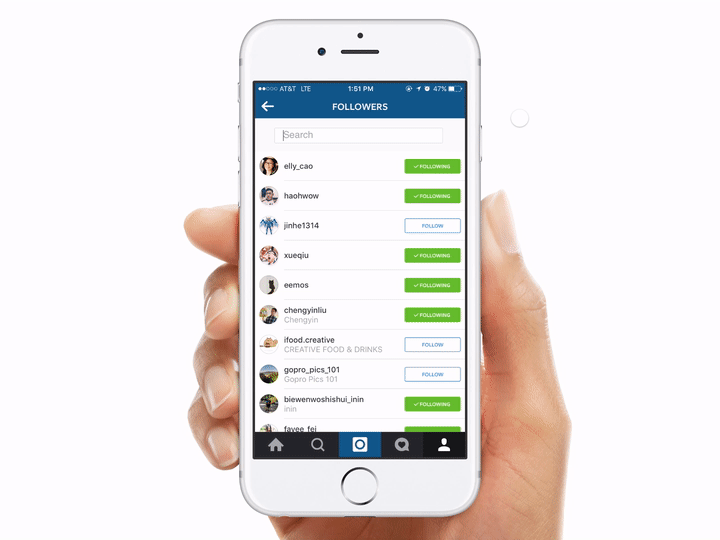 AT&T LTE 1:51 PM 47%
FOLLOWERS
Search
elly_cao FOLLOWING
haohwow FOLLOWING
jinhe1314 FOLLOW
xueqiu FOLLOWING
eemos FOLLOWING
chengyinliu FOLLOWING
Chengyin
ifood.creative FOLLOW
CREATIVE FOOD & DRINKS
gopro_pics_101 FOLLOW
Gopro Pics 101
biewenwoshishui_inin FOLLOWING
inin
fayee_fei